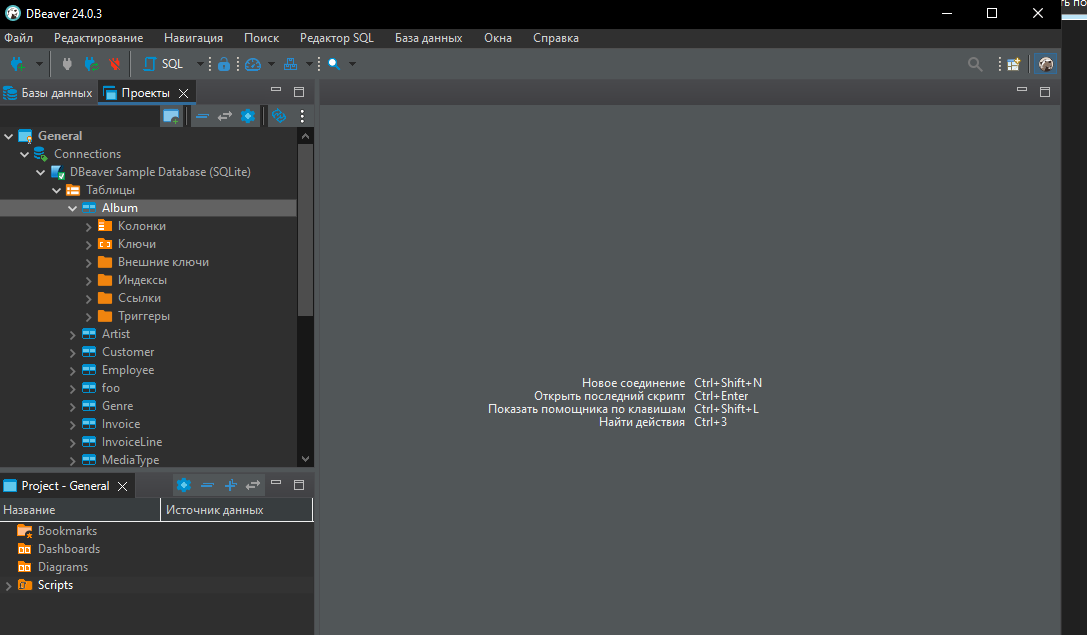 DBeaver 24.0.3
Файл Редактирование Навигация Поиск Редактор SQL База данных Окна Справка
SQL
Базы данных Проекты
General
Connections
DBeaver Sample Database (SQLite)
Таблицы
Album
Колонки
Ключи
Внешние ключи
Индексы
Ссылки
Триггеры
Artist
Customer
Employee
foo
Genre
Invoice
InvoiceLine
MediaType
Новое соединение Ctrl+Shift+N
Открыть последний скрипт Ctrl+Enter
Показать помощника по клавишам Ctrl+Shift+L
Найти действия Ctrl+3
Project - General
Название Источник данных
Bookmarks
Dashboards
Diagrams
Scripts